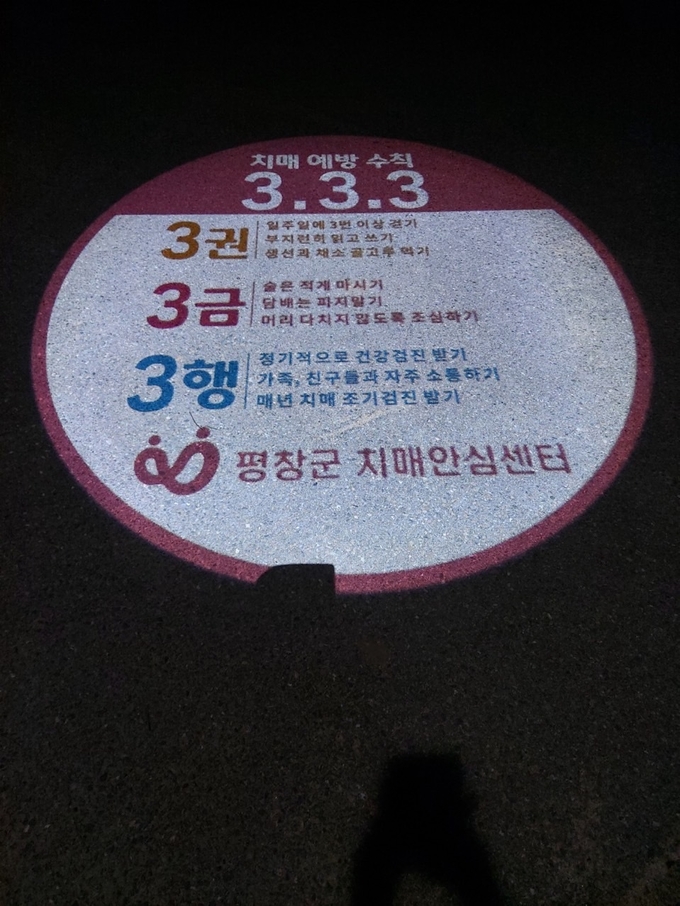 치매 예방 수칙
3.3.3
3권
일주일에 3번 이상 걷기
부지런히 읽고 쓰기
생선과 채소 골고루 먹기
3금
술은 적게 마시기
담배는 피지말기
머리 다치지 않도록 조심하기
3행
정기적으로 건강검진 받기
가족, 친구들과 자주 소통하기
매년 치매 조기검진 받기
평창군 치매안심센터